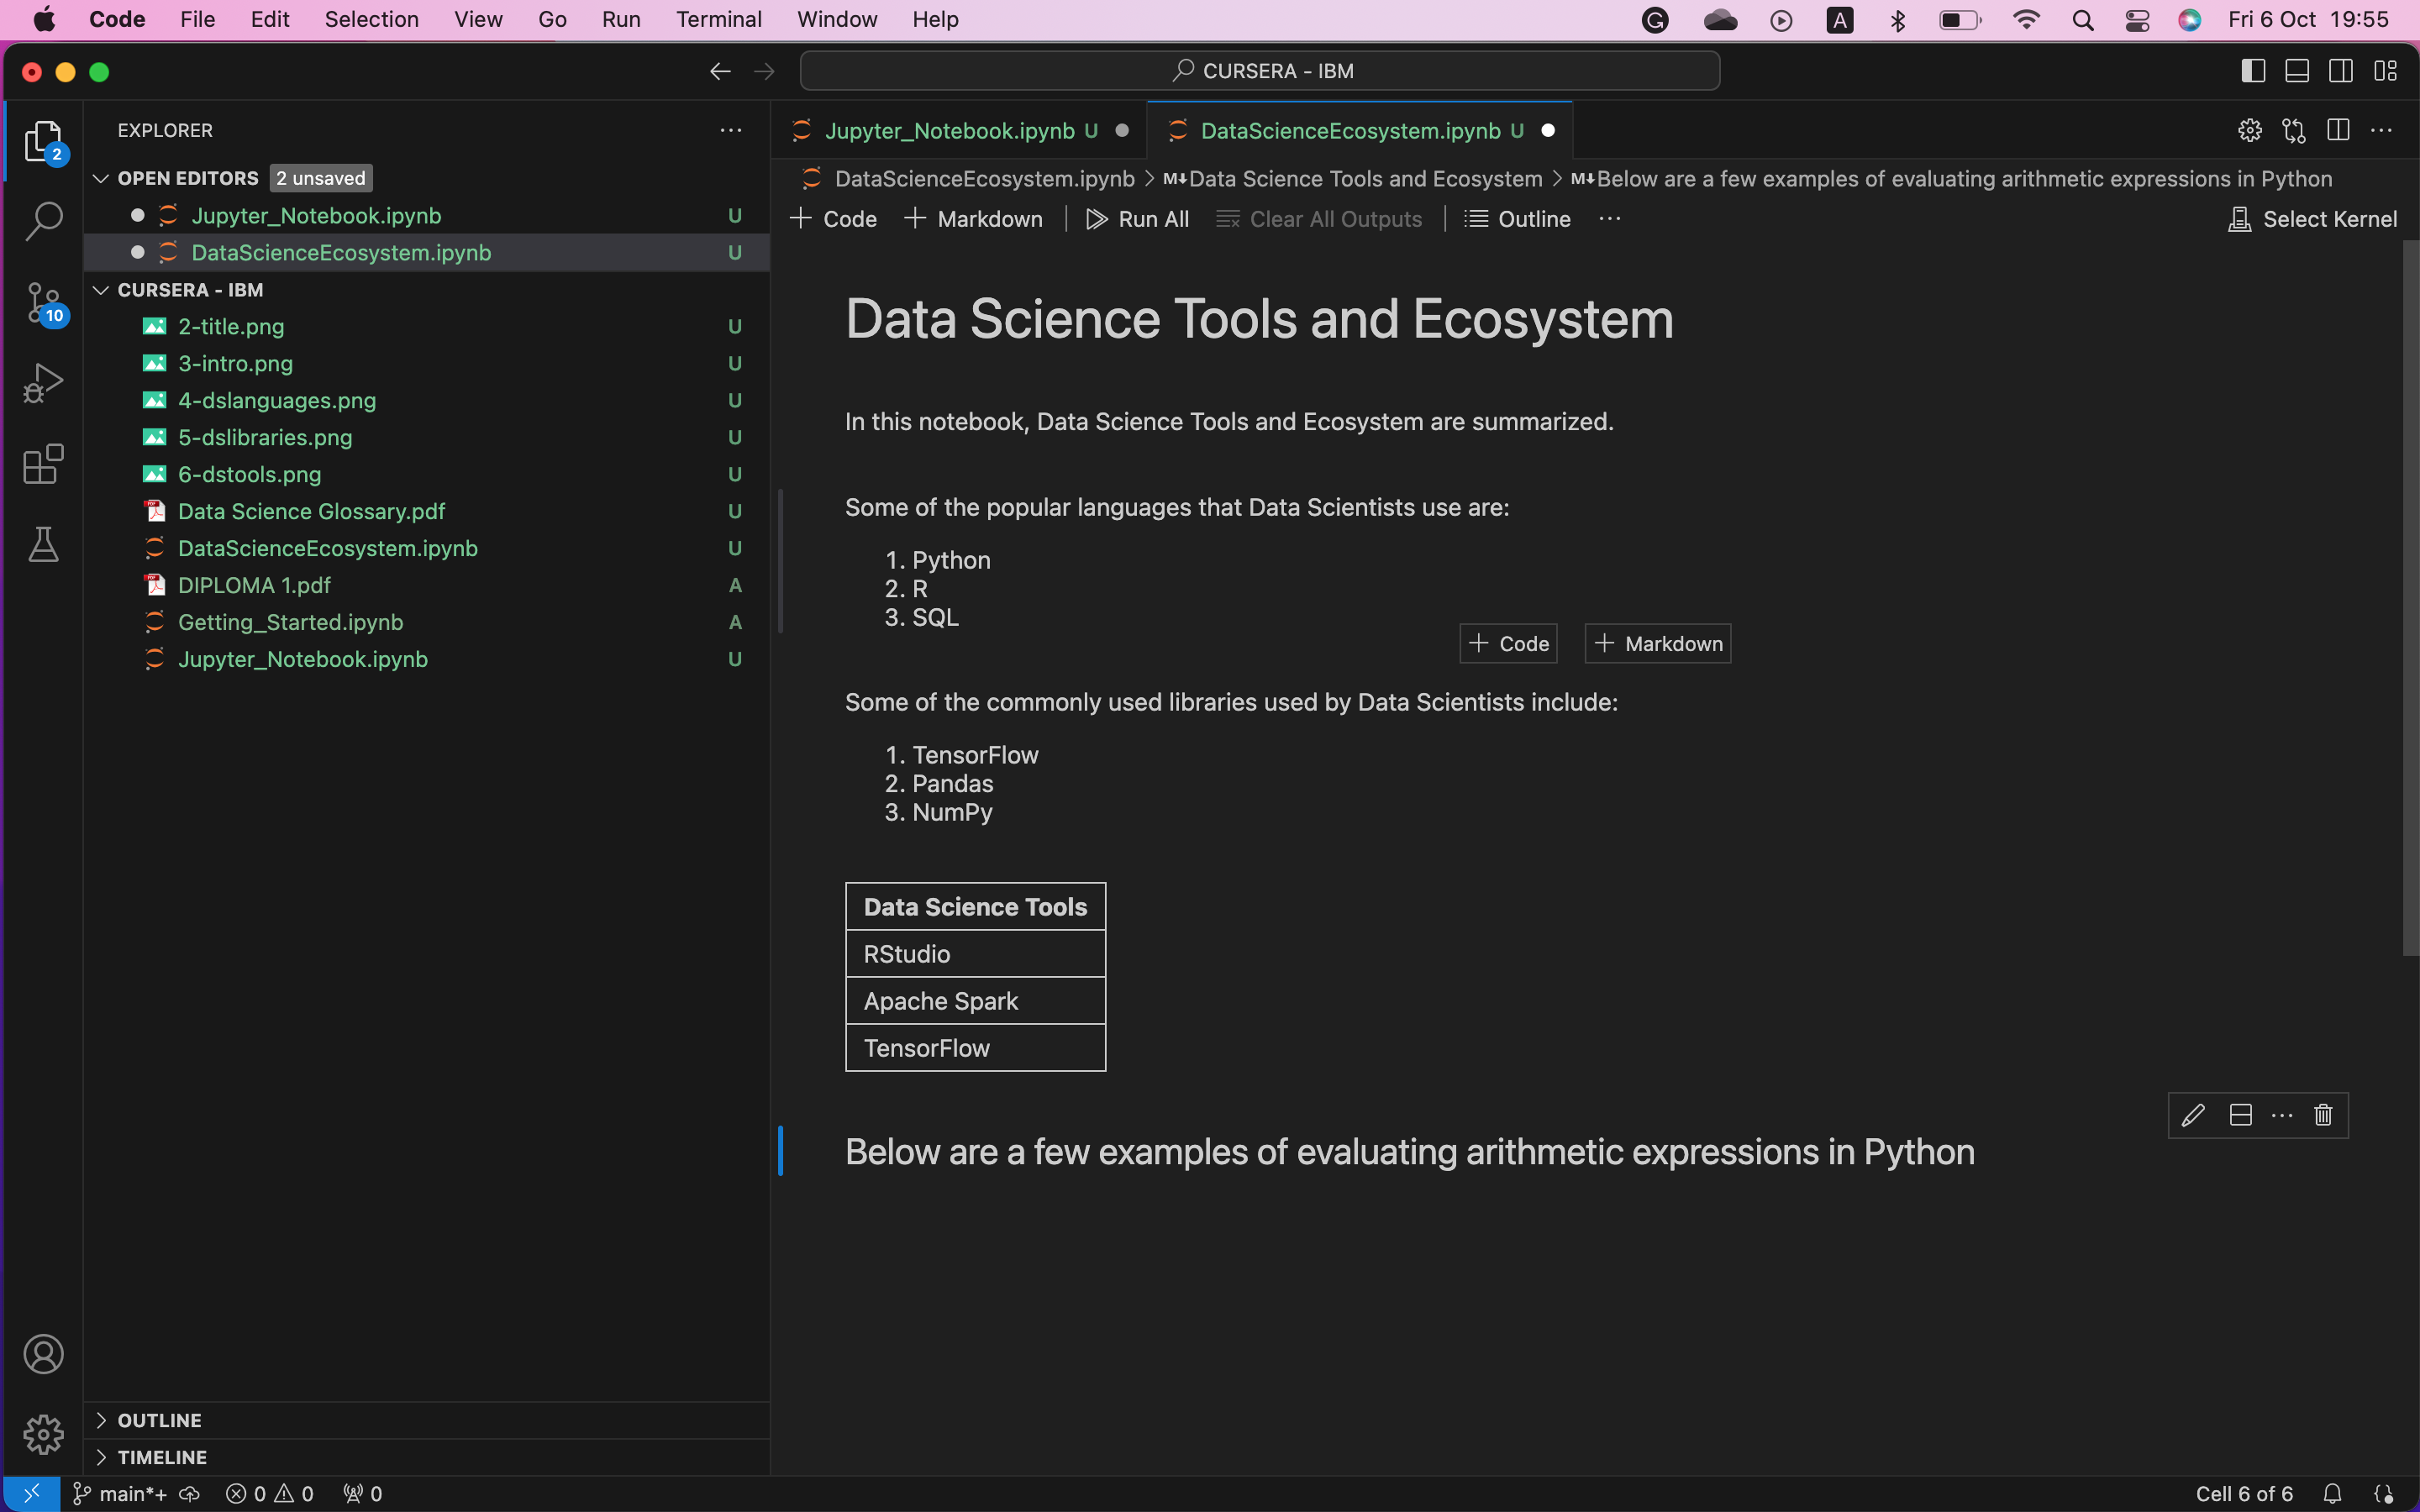 Code File Edit Selection View Go Run Terminal Window Help A Fri 6 Oct 19:55
CURSERA - IBM
EXPLORER
OPEN EDITORS 2 unsaved
Jupyter_Notebook.ipynb U
DataScienceEcosystem.ipynb U
CURSERA - IBM
2-title.png U
3-intro.png U
4-dslanguages.png U
5-dslibraries.png U
6-dstools.png U
Data Science Glossary.pdf U
DataScienceEcosystem.ipynb U
DIPLOMA 1.pdf A
Getting_Started.ipynb A
Jupyter_Notebook.ipynb U
2
10
OUTLINE
TIMELINE
Jupyter_Notebook.ipynb U DataScienceEcosystem.ipynb U
DataScienceEcosystem.ipynb > M Data Science Tools and Ecosystem > M Below are a few examples of evaluating arithmetic expressions in Python
+ Code + Markdown Run All Clear All Outputs Outline ... Select Kernel
Data Science Tools and Ecosystem
In this notebook, Data Science Tools and Ecosystem are summarized.
Some of the popular languages that Data Scientists use are:
1. Python
2. R
3. SQL
+ Code + Markdown
Some of the commonly used libraries used by Data Scientists include:
1. TensorFlow
2. Pandas
3. NumPy
Data Science Tools
RStudio
Apache Spark
TensorFlow
Below are a few examples of evaluating arithmetic expressions in Python
main*+ 0 0 0 Cell 6 of 6